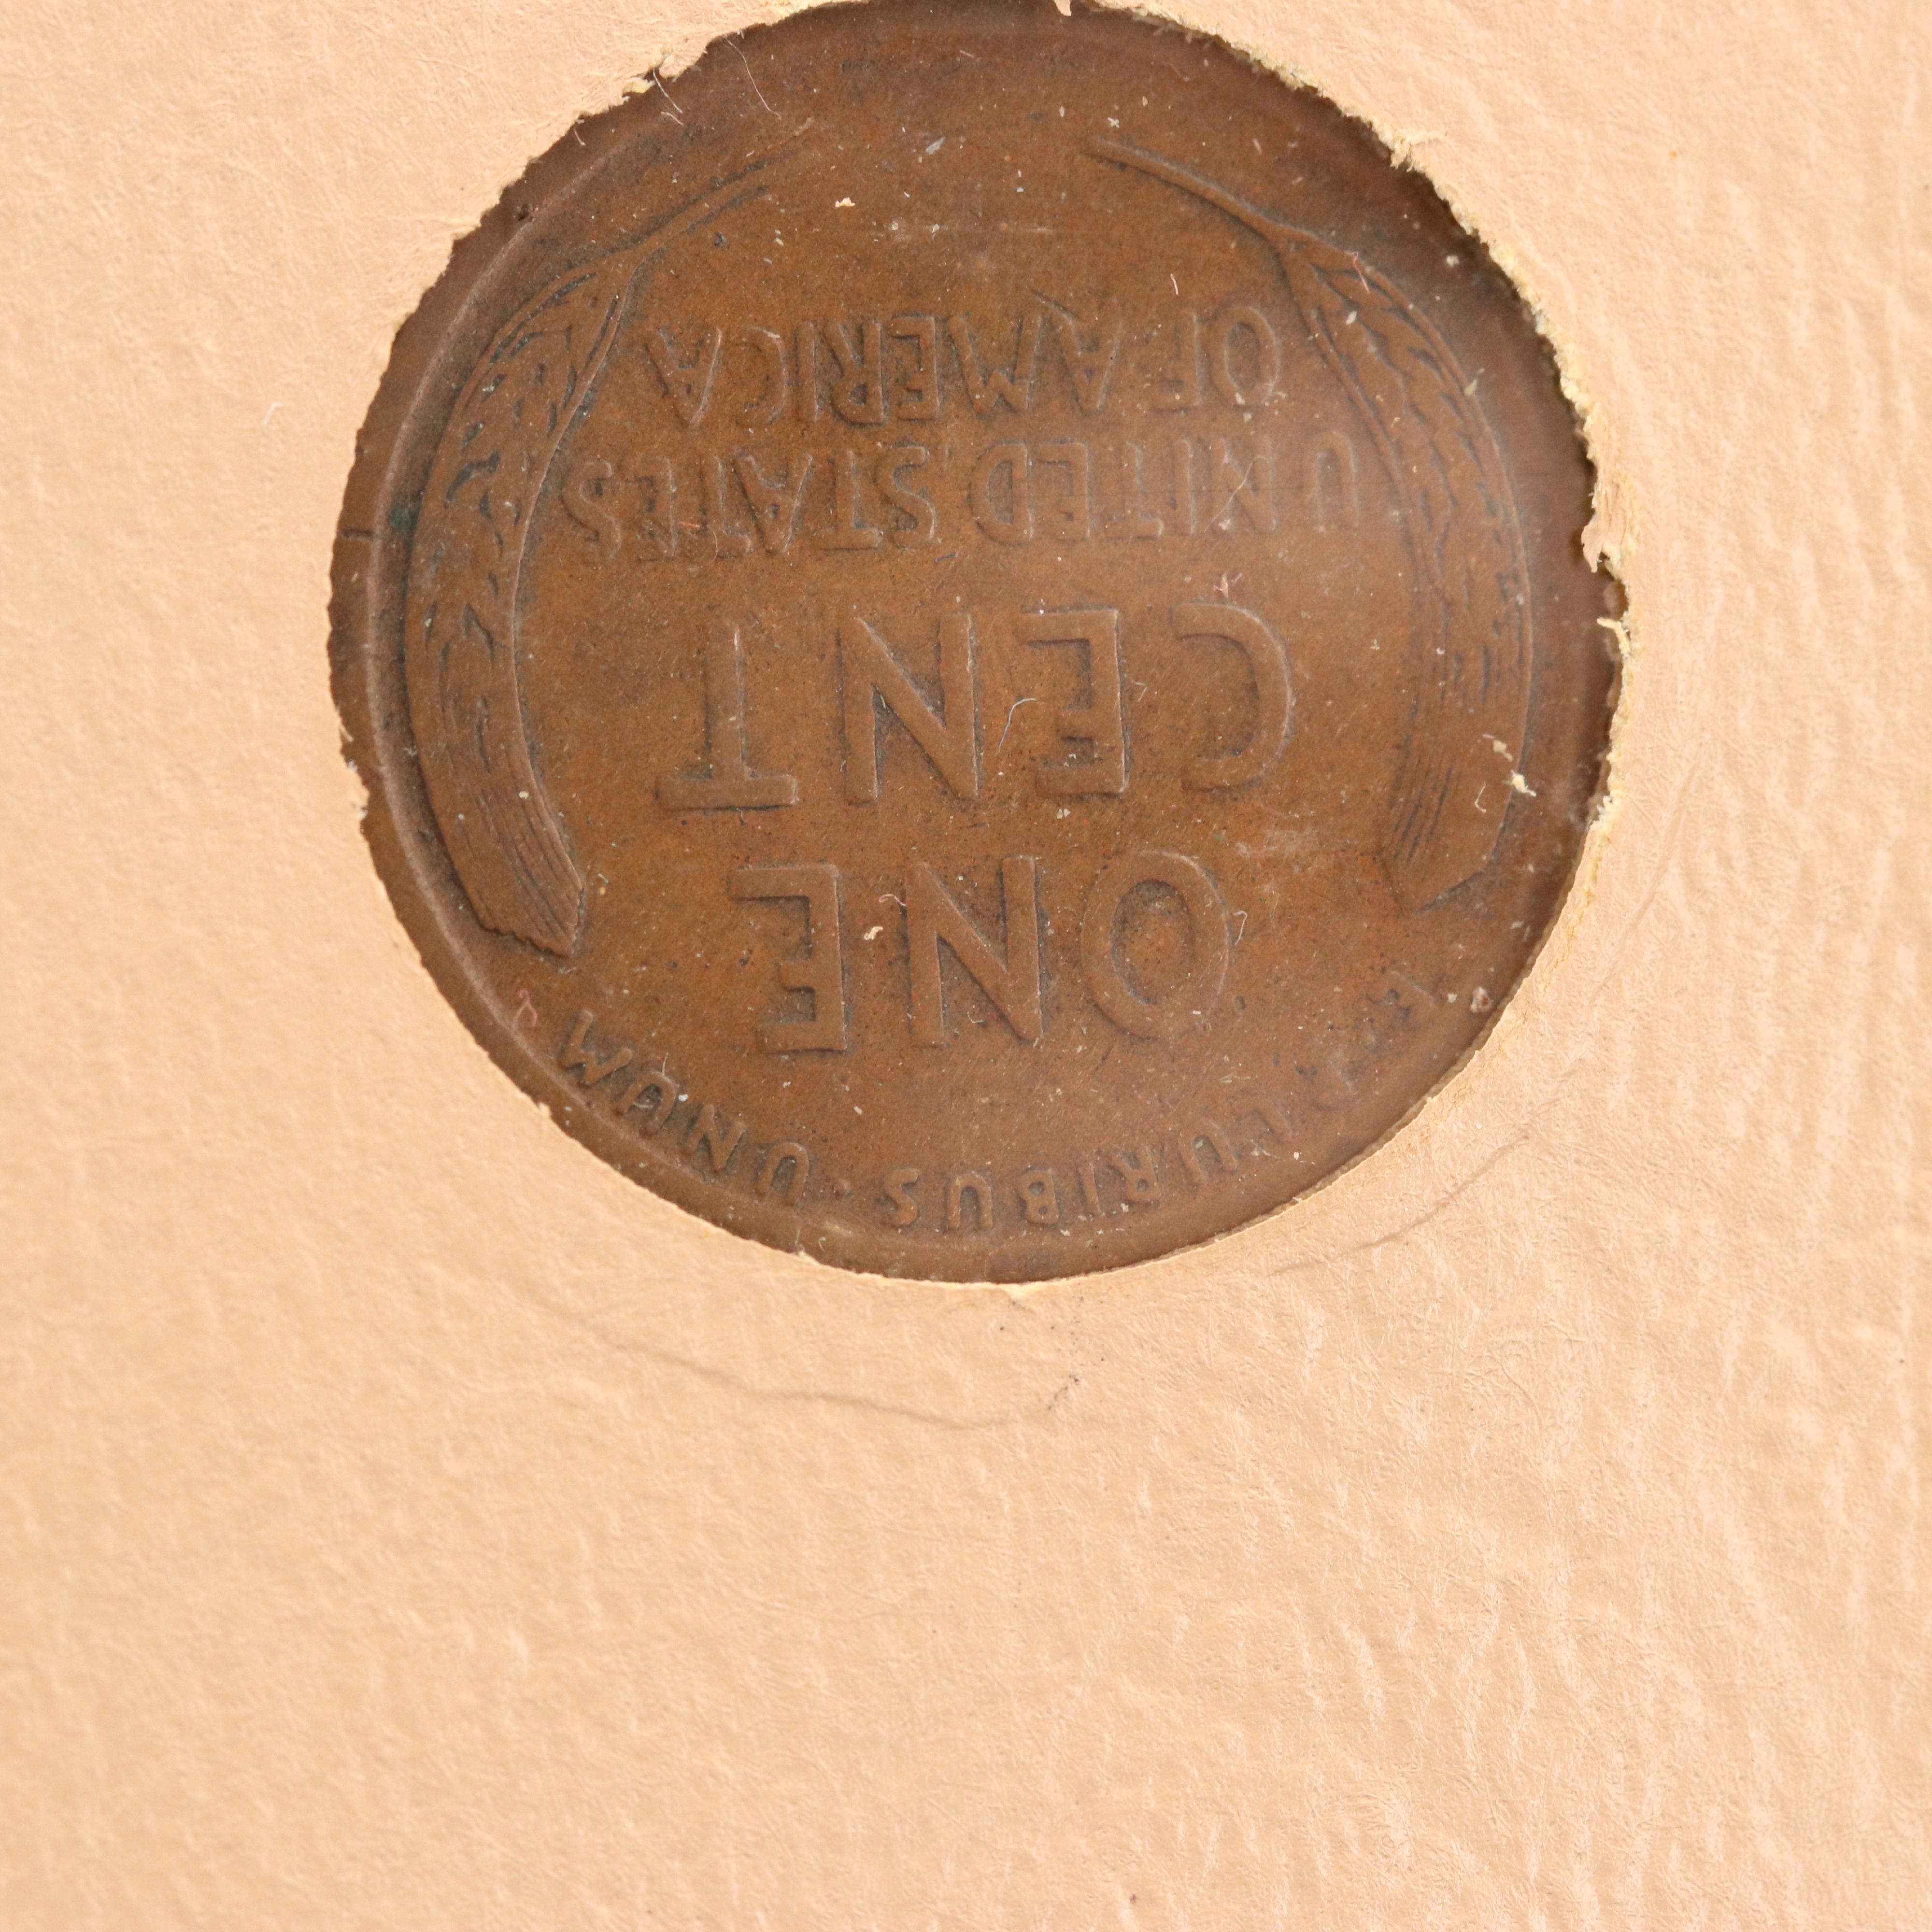 PLURIBUS · UNUM
ONE
CENT
UNITED STATES
OF AMERICA